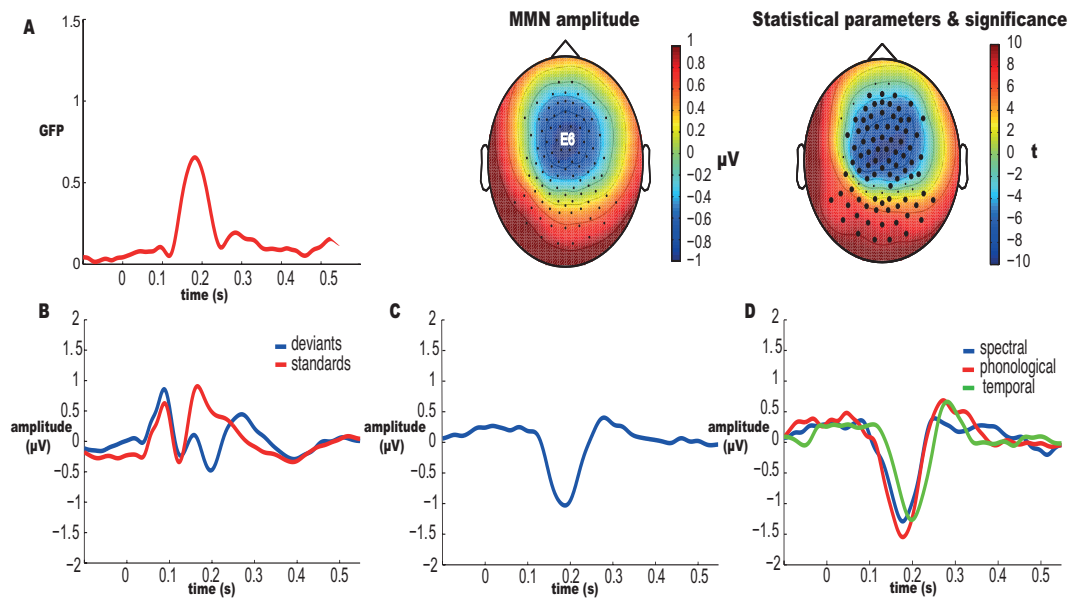 A
1.5
1
GFP
0.5
0
0 0.1 0.2 0.3 0.4 0.5
time (s)
MMN amplitude
E6
1
0.8
0.6
0.4
0.2
0
−0.2
−0.4
−0.6
−0.8
−1
µV
Statistical parameters & significance
10
8
6
4
2
0
−2
−4
−6
−8
−10
t
B
2
1.5
1
0.5
0
−0.5
−1
−1.5
−2
amplitude
(µV)
deviants
standards
0 0.1 0.2 0.3 0.4 0.5
time (s)
C
2
1.5
1
0.5
0
−0.5
−1
−1.5
−2
amplitude
(µV)
0 0.1 0.2 0.3 0.4 0.5
time (s)
D
2
1.5
1
0.5
0
−0.5
−1
−1.5
−2
amplitude
(µV)
spectral
phonological
temporal
0 0.1 0.2 0.3 0.4 0.5
time (s)